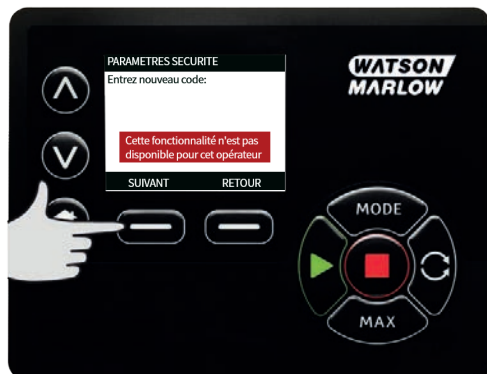 PARAMETRES SECURITE
Entrez nouveau code:
Cette fonctionnalité n'est pas
disponible pour cet opérateur
SUIVANT RETOUR
WATSON
MARLOW
MODE
MAX